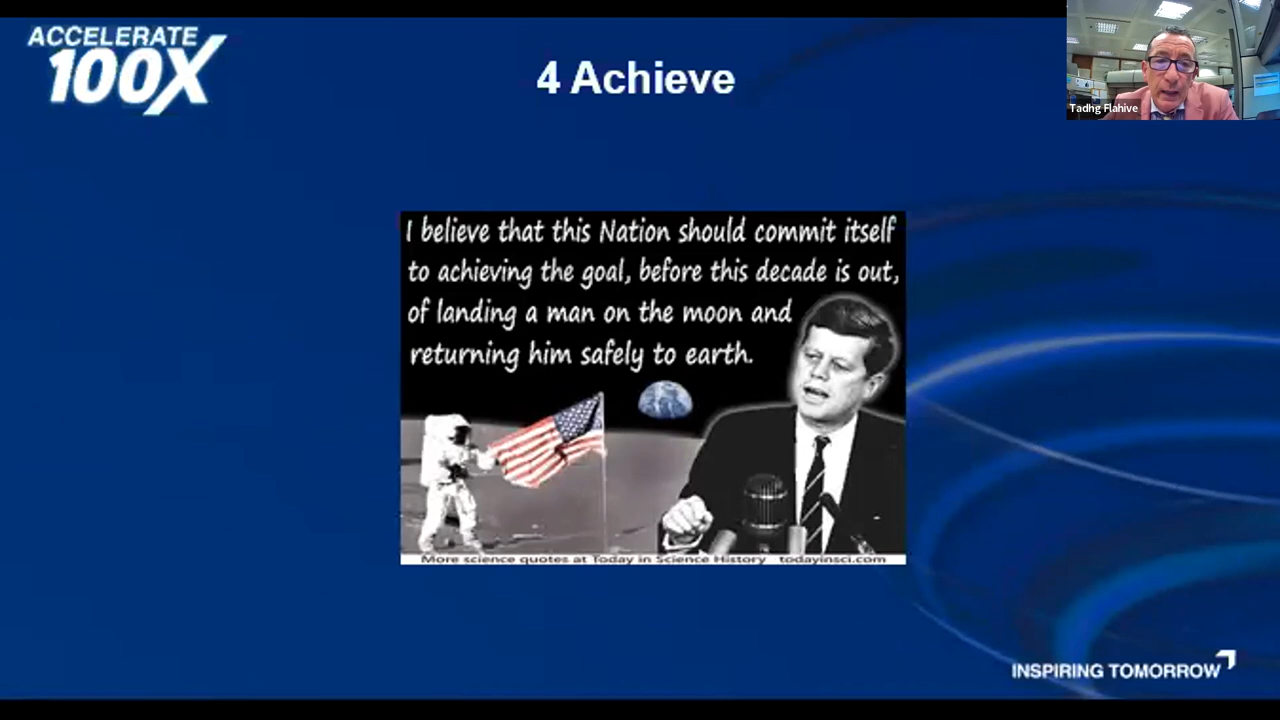 ACCELERATE
100X
4 Achieve
Tadhg Flahive
I believe that this Nation should commit itself
to achieving the goal, before this decade is out,
of landing a man on the moon and
returning him safely to earth.
More science quotes at Today in Science History todayinsci.com
INSPIRING TOMORROW